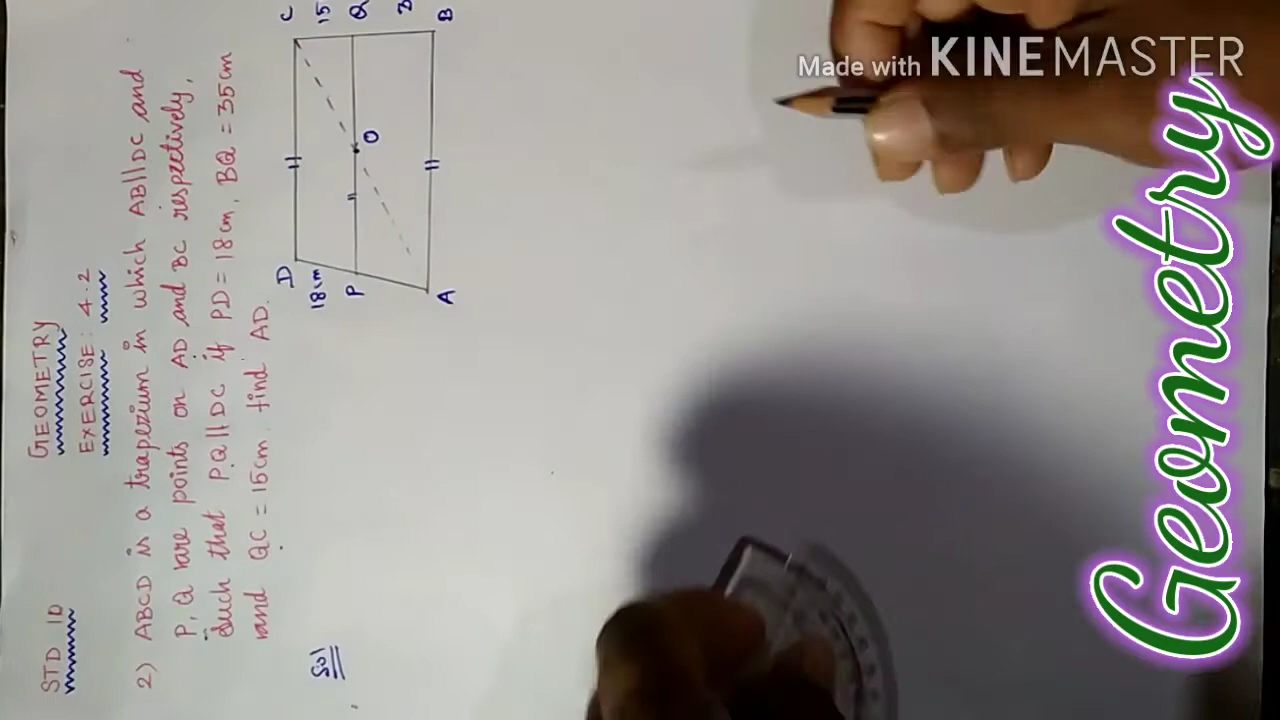 STD 10
GEOMETRY
EXERCISE: 4.2
2) ABCD is a trapezium in which AB||DC and
P, Q are points on AD and BC respectively,
Such that PQ||DC if PD = 18cm, BQ = 35cm
and QC = 15cm. find AD.
Sol
D
C
18cm
15
P
Q
O
3
A
B
Made with KINEMASTER
Geometry